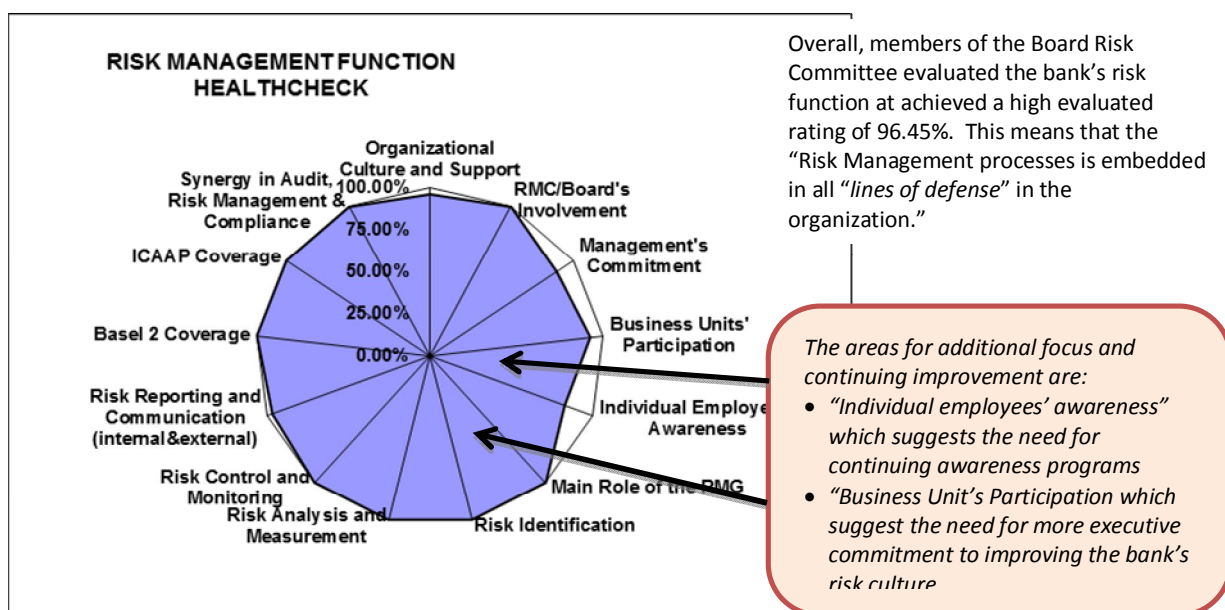 RISK MANAGEMENT FUNCTION
HEALTHCHECK
Organizational
Culture and Support
RMC/Board's
Involvement
Management's
Commitment
Business Units'
Participation
Individual Employe
Awareness
Main Role of the RMG
Risk Identification
Risk Analysis and
Measurement
Risk Control and
Monitoring
Risk Reporting and
Communication
(internal&external)
Basel 2 Coverage
ICAAP Coverage
Synergy in Audit,
Risk Management &
Compliance
100.00%
75.00%
50.00%
25.00%
0.00%
Overall, members of the Board Risk
Committee evaluated the bank's risk
function at achieved a high evaluated
rating of 96.45%. This means that the
“Risk Management processes is embedded
in all “lines of defense” in the
organization.”
The areas for additional focus and
continuing improvement are:
• “Individual employees' awareness”
which suggests the need for
continuing awareness programs
• “Business Unit's Participation which
suggest the need for more executive
commitment to improving the bank's
risk culture